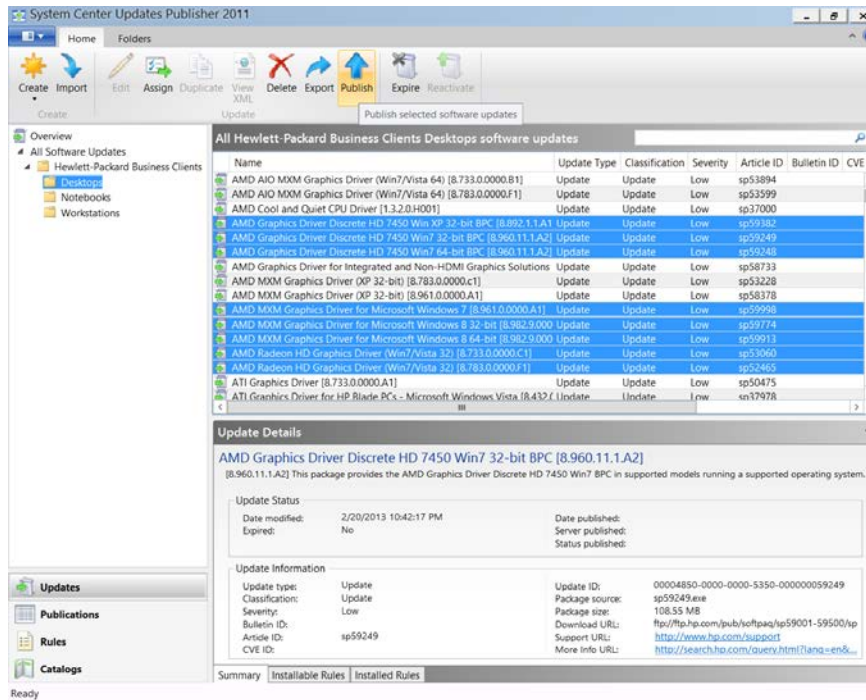 System Center Updates Publisher 2011
Home Folders
Create Import Edit Assign Duplicate View XML Delete Export Publish Expire Reactivate
Create Update
Publish selected software updates
Overview
All Software Updates
Hewlett-Packard Business Clients
Desktops
Notebooks
Workstations
All Hewlett-Packard Business Clients Desktops software updates
Name Update Type Classification Severity Article ID Bulletin ID CVE
AMD AIO MXM Graphics Driver (Win7/Vista 64) [8.733.0.0000.B1] Update Update Low sp53894
AMD AIO MXM Graphics Driver (Win7/Vista 64) [8.783.0.0000.F1] Update Update Low sp53599
AMD Cool and Quiet CPU Driver [1.3.2.0.H001] Update Update Low sp37000
AMD Graphics Driver Discrete HD 7450 Win XP 32-bit BPC [8.892.1.1.A1 Update Update Low sp59382
AMD Graphics Driver Discrete HD 7450 Win7 32-bit BPC [8.960.11.1.A2] Update Update Low sp59249
AMD Graphics Driver Discrete HD 7450 Win7 64-bit BPC [8.960.11.1.A2] Update Update Low sp59248
AMD Graphics Driver for Integrated and Non-HDMI Graphics Solutions Update Update Low sp58733
AMD MXM Graphics Driver (XP 32-bit) [8.783.0.0000.c1] Update Update Low sp53228
AMD MXM Graphics Driver (XP 32-bit) [8.961.0.0000.A1] Update Update Low sp58378
AMD MXM Graphics Driver for Microsoft Windows 7 [8.961.0.0000.A1] Update Update Low sp59998
AMD MXM Graphics Driver for Microsoft Windows 8 32-bit [8.982.9.000 Update Update Low sp59774
AMD MXM Graphics Driver for Microsoft Windows 8 64-bit [8.982.9.000 Update Update Low sp59913
AMD Radeon HD Graphics Driver (Win7/Vista 32) [8.733.0.0000.C1] Update Update Low sp53060
AMD Radeon HD Graphics Driver (Win7/Vista 32) [8.783.0.0000.F1] Update Update Low sp52465
ATI Graphics Driver [8.733.0.0000.A1] Update Update Low sp50475
ATI Graphics Driver for HP Blade PCs - Microsoft Windows Vista [8.432.( Update Update Low sp37978
Update Details
AMD Graphics Driver Discrete HD 7450 Win7 32-bit BPC [8.960.11.1.A2]
[8.960.11.1.A2] This package provides the AMD Graphics Driver Discrete HD 7450 Win7 BPC in supported models running a supported operating system.
Update Status
Date modified: 2/20/2013 10:42:17 PM Date published:
Expired: No Server published:
Status published:
Update Information
Update type: Update Update ID: 00004850-0000-0000-5350-000000059249
Classification: Update Package source: sp59249.exe
Severity: Low Package size: 108.55 MB
Bulletin ID: Download URL: ftp://ftp.hp.com/pub/softpaq/sp59001-59500/sp
Article ID: sp59249 Support URL: http://www.hp.com/support
CVE ID: More Info URL: http://search.hp.com/query.html?lang=en&...
Updates
Publications
Rules
Catalogs
Summary Installable Rules Installed Rules
Ready